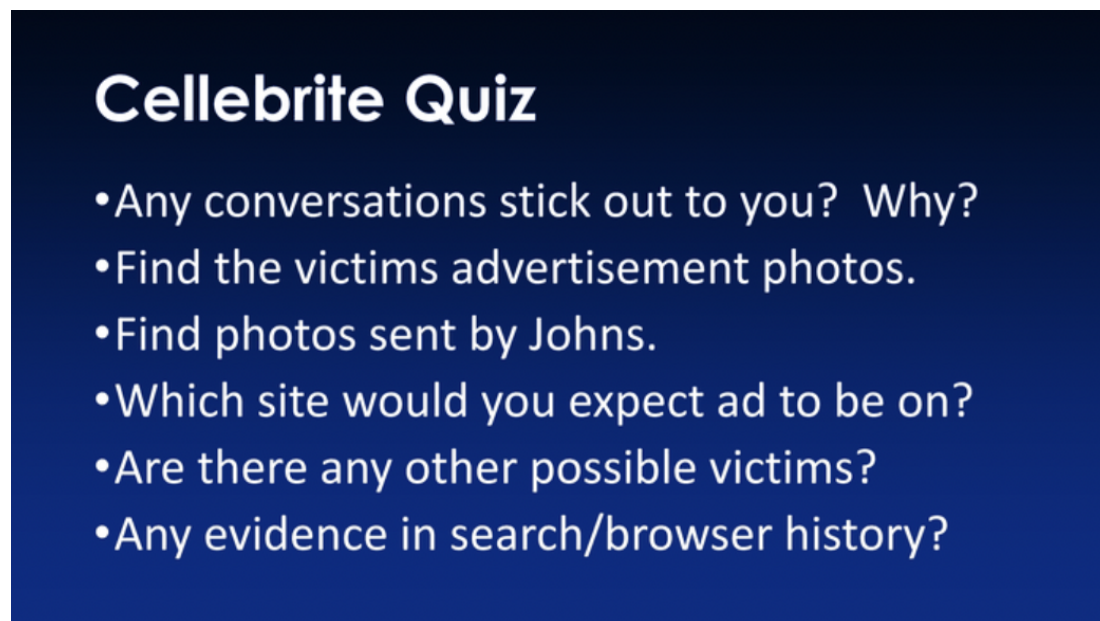 Cellebrite Quiz
•Any conversations stick out to you?  Why?
•Find the victims advertisement photos.
•Find photos sent by Johns.
•Which site would you expect ad to be on?
•Are there any other possible victims?
•Any evidence in search/browser history?